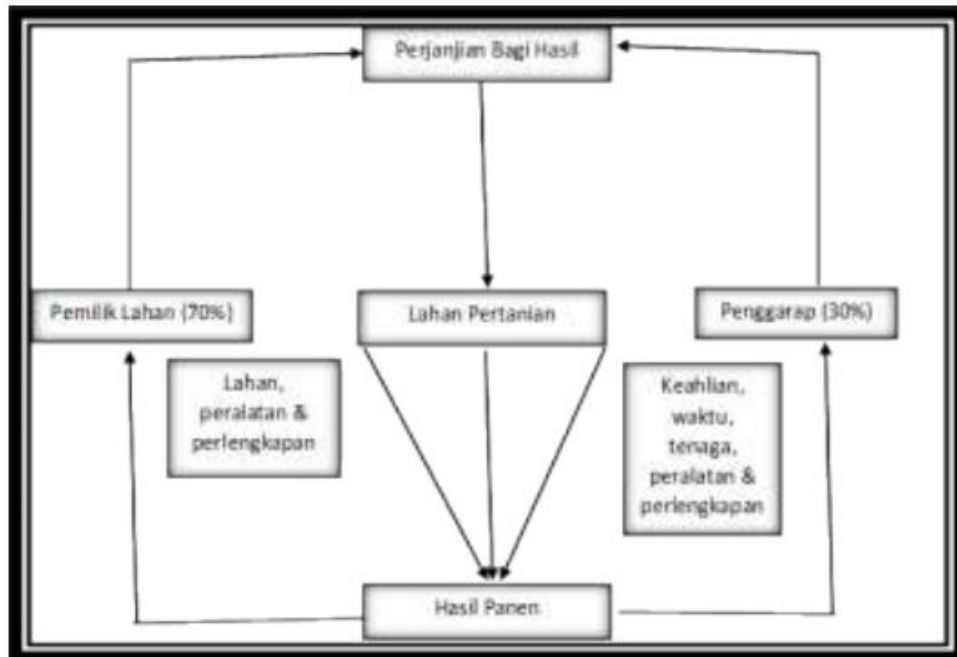 Perjanjian Bagi Hasil
Pemilik Lahan (70%)
Lahan Pertanian
Penggarap (30%)
Lahan,
peralatan &
perlengkapan
Keahlian,
waktu,
tenaga,
peralatan &
perlengkapan
Hasil Panen